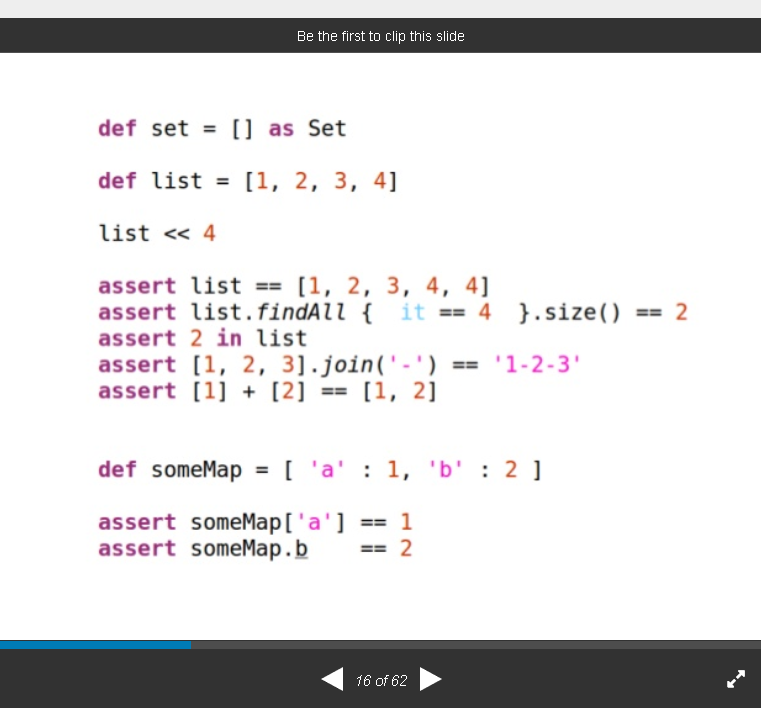 Be the first to clip this slide
def set = [] as Set
def list = [1, 2, 3, 4]
list << 4
assert list == [1, 2, 3, 4, 4]
assert list.findAll {  it == 4  }.size() == 2
assert 2 in list
assert [1, 2, 3].join('-') == '1-2-3'
assert [1] + [2] == [1, 2]
def someMap = [ 'a' : 1, 'b' : 2 ]
assert someMap['a'] == 1
assert someMap.b    == 2
16 of 62